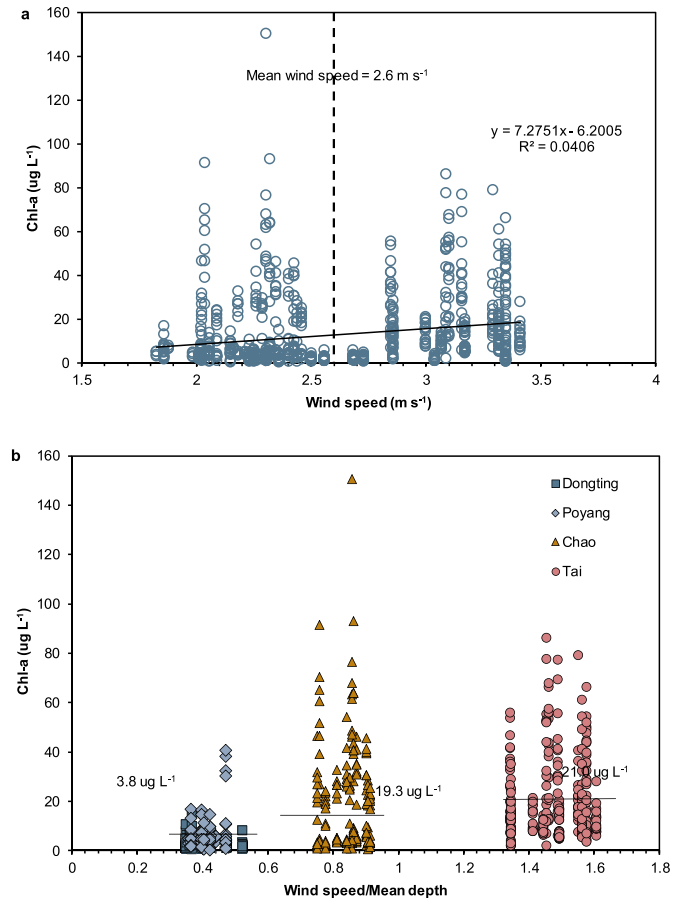 a
160
140
120
100
80
60
40
20
0
Chl-a (ug L-1)
Mean wind speed = 2.6 m s-1
y = 7.2751x - 6.2005
R² = 0.0406
1.5 2 2.5 3 3.5 4
Wind speed (m s-1)
b
160
140
120
100
80
60
40
20
0
Chl-a (ug L-1)
Dongting
Poyang
Chao
Tai
3.8 ug L-1
19.3 ug L-1
21.0 ug L-1
0 0.2 0.4 0.6 0.8 1 1.2 1.4 1.6 1.8
Wind speed/Mean depth